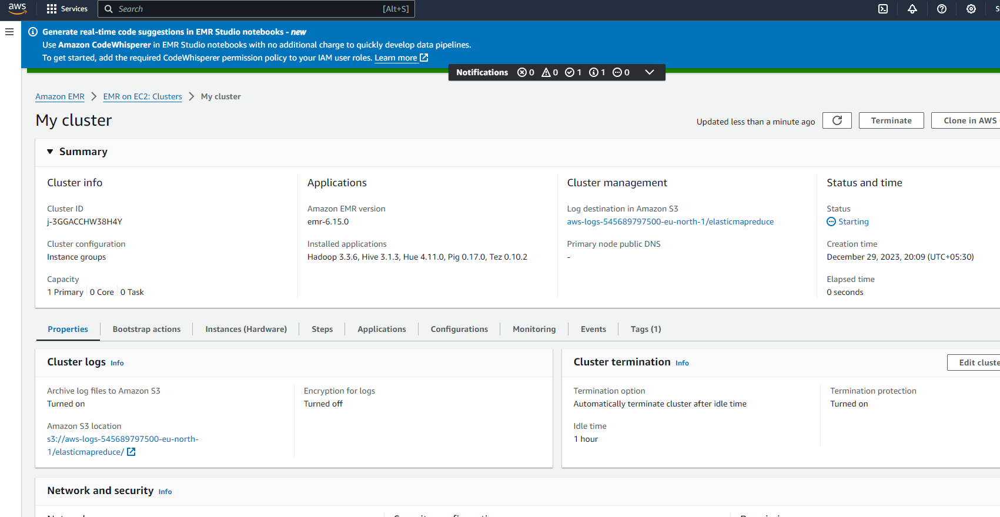 aws
Services
Search
[Alt+S]
S
Generate real-time code suggestions in EMR Studio notebooks - new
Use Amazon CodeWhisperer in EMR Studio notebooks with no additional charge to quickly develop data pipelines.
To get started, add the required CodeWhisperer permission policy to your IAM user roles. Learn more
Notifications 0 0 1 1 0
Amazon EMR > EMR on EC2: Clusters > My cluster
My cluster
Updated less than a minute ago
Terminate
Clone in AWS
Summary
Cluster info
Cluster ID
j-3GGACCHW38H4Y
Cluster configuration
Instance groups
Capacity
1 Primary 0 Core 0 Task
Applications
Amazon EMR version
emr-6.15.0
Installed applications
Hadoop 3.3.6, Hive 3.1.3, Hue 4.11.0, Pig 0.17.0, Tez 0.10.2
Cluster management
Log destination in Amazon S3
aws-logs-545689797500-eu-north-1/elasticmapreduce
Primary node public DNS
-
Status and time
Status
Starting
Creation time
December 29, 2023, 20:09 (UTC+05:30)
Elapsed time
0 seconds
Properties
Bootstrap actions
Instances (Hardware)
Steps
Applications
Configurations
Monitoring
Events
Tags (1)
Cluster logs Info
Archive log files to Amazon S3
Turned on
Amazon S3 location
s3://aws-logs-545689797500-eu-north-
1/elasticmapreduce/
Encryption for logs
Turned off
Cluster termination Info
Edit cluste
Termination option
Automatically terminate cluster after idle time
Idle time
1 hour
Termination protection
Turned on
Network and security Info